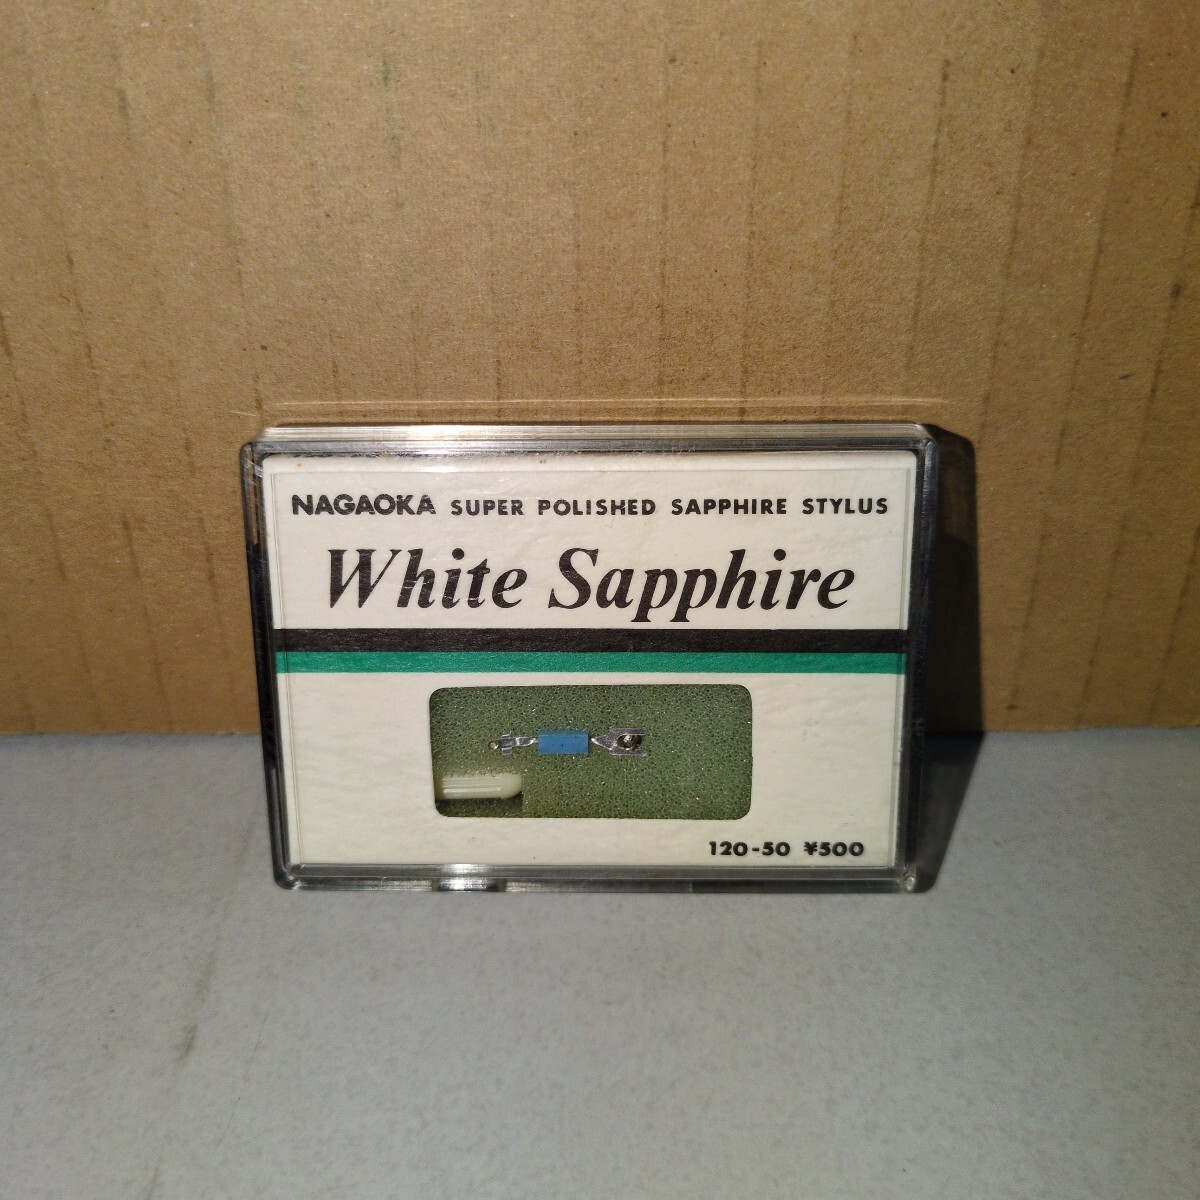 NAGAOKA SUPER POLISHED SAPPHIRE STYLUS
White Sapphire
120-50 ¥500